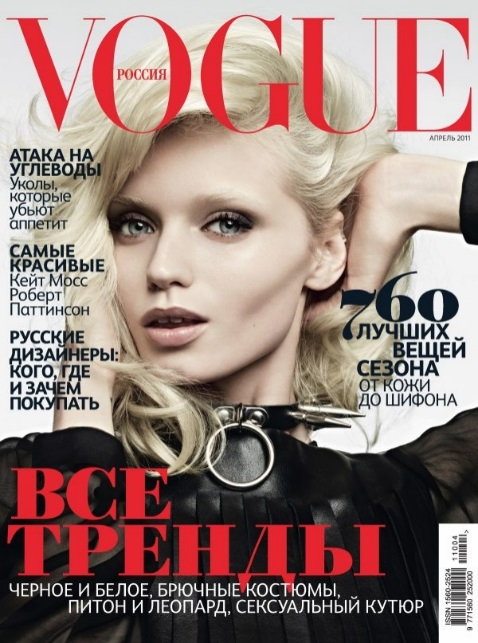 VOGUE
РОССИЯ
АПРЕЛЬ 2011
АТАКА НА
УГЛЕВОДЫ
Уколы,
которые
убьют
аппетит
САМЫЕ
КРАСИВЫЕ
Кейт Мосс
Роберт
Паттинсон
РУССКИЕ
ДИЗАЙНЕРЫ:
КОГО, ГДЕ
И ЗАЧЕМ
ПОКУПАТЬ
760
ЛУЧШИХ
ВЕЩЕЙ
СЕЗОНА
ОТ КОЖИ
ДО ШИФОНА
ВСЕ
ТРЕНДЫ
ЧЕРНОЕ И БЕЛОЕ, БРЮЧНЫЕ КОСТЮМЫ,
ПИТОН И ЛЕОПАРД, СЕКСУАЛЬНЫЙ КУТЮР
ISSN 1560-2524
11004
9 771560 252000